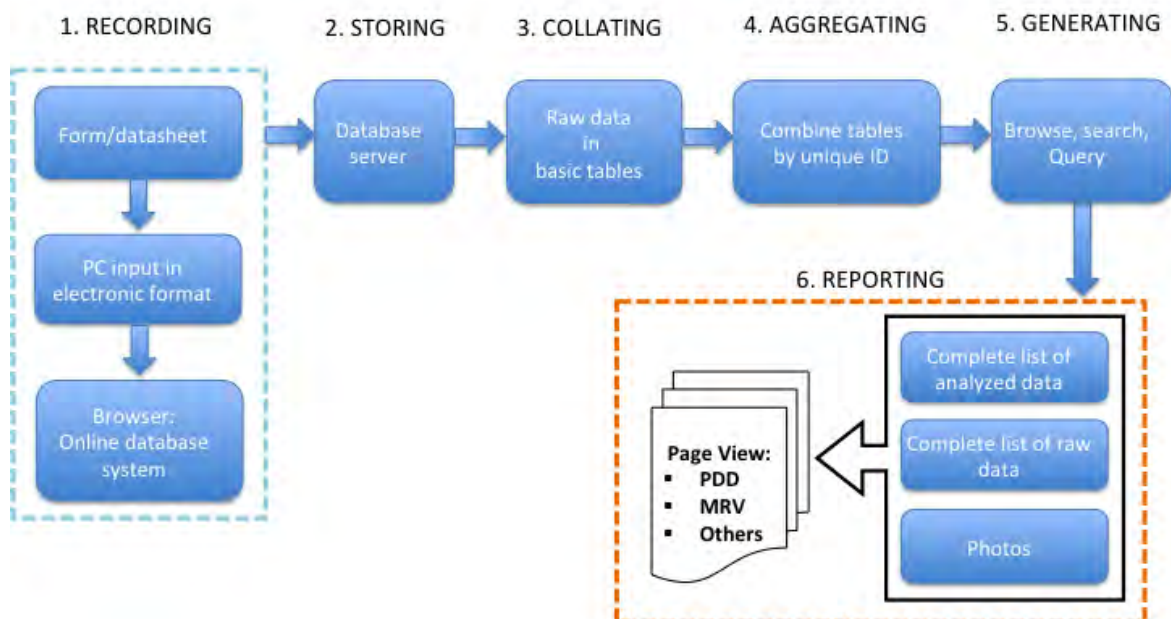 1. RECORDING
2. STORING
3. COLLATING
4. AGGREGATING
5. GENERATING
Form/datasheet
PC input in
electronic format
Browser:
Online database
system
Database
server
Raw data
in
basic tables
Combine tables
by unique ID
Browse, search,
Query
6. REPORTING
Complete list of
analyzed data
Complete list of raw
data
Photos
Page View:
▪ PDD
▪ MRV
▪ Others